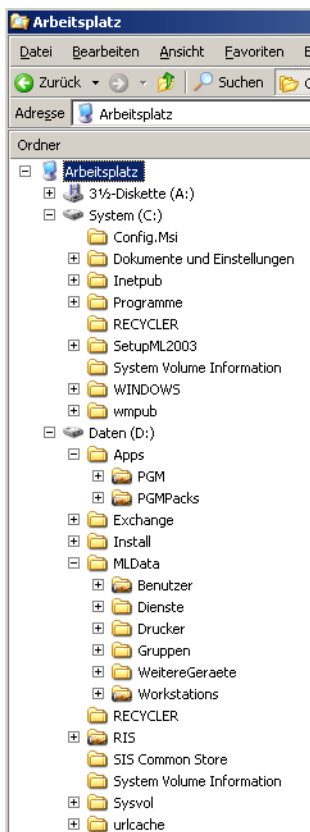 Arbeitsplatz
Datei Bearbeiten Ansicht Favoriten E
Zurück Suchen
Adresse Arbeitsplatz
Ordner
Arbeitsplatz
3½-Diskette (A:)
System (C:)
Config.Msi
Dokumente und Einstellungen
Inetpub
Programme
RECYCLER
SetupML2003
System Volume Information
WINDOWS
wmpub
Daten (D:)
Apps
PGM
PGMPacks
Exchange
Install
MLData
Benutzer
Dienste
Drucker
Gruppen
WeitereGeraete
Workstations
RECYCLER
RIS
SIS Common Store
System Volume Information
Sysvol
urlcache